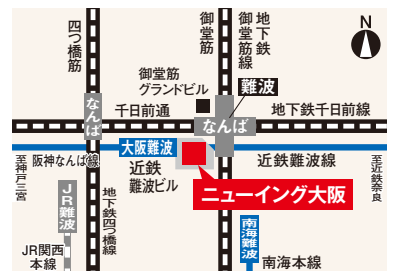 四つ橋筋
御堂筋
地下鉄
御堂筋線
N
御堂筋
グランドビル
難波
なんば
千日前通
なんば
地下鉄千日前線
大阪難波
至神戸三宮
阪神なんば線
近鉄
難波ビル
近鉄難波線
至近鉄奈良
JR難波
地下鉄四つ橋線
ニューイング大阪
南海難波
JR関西
本線
南海本線